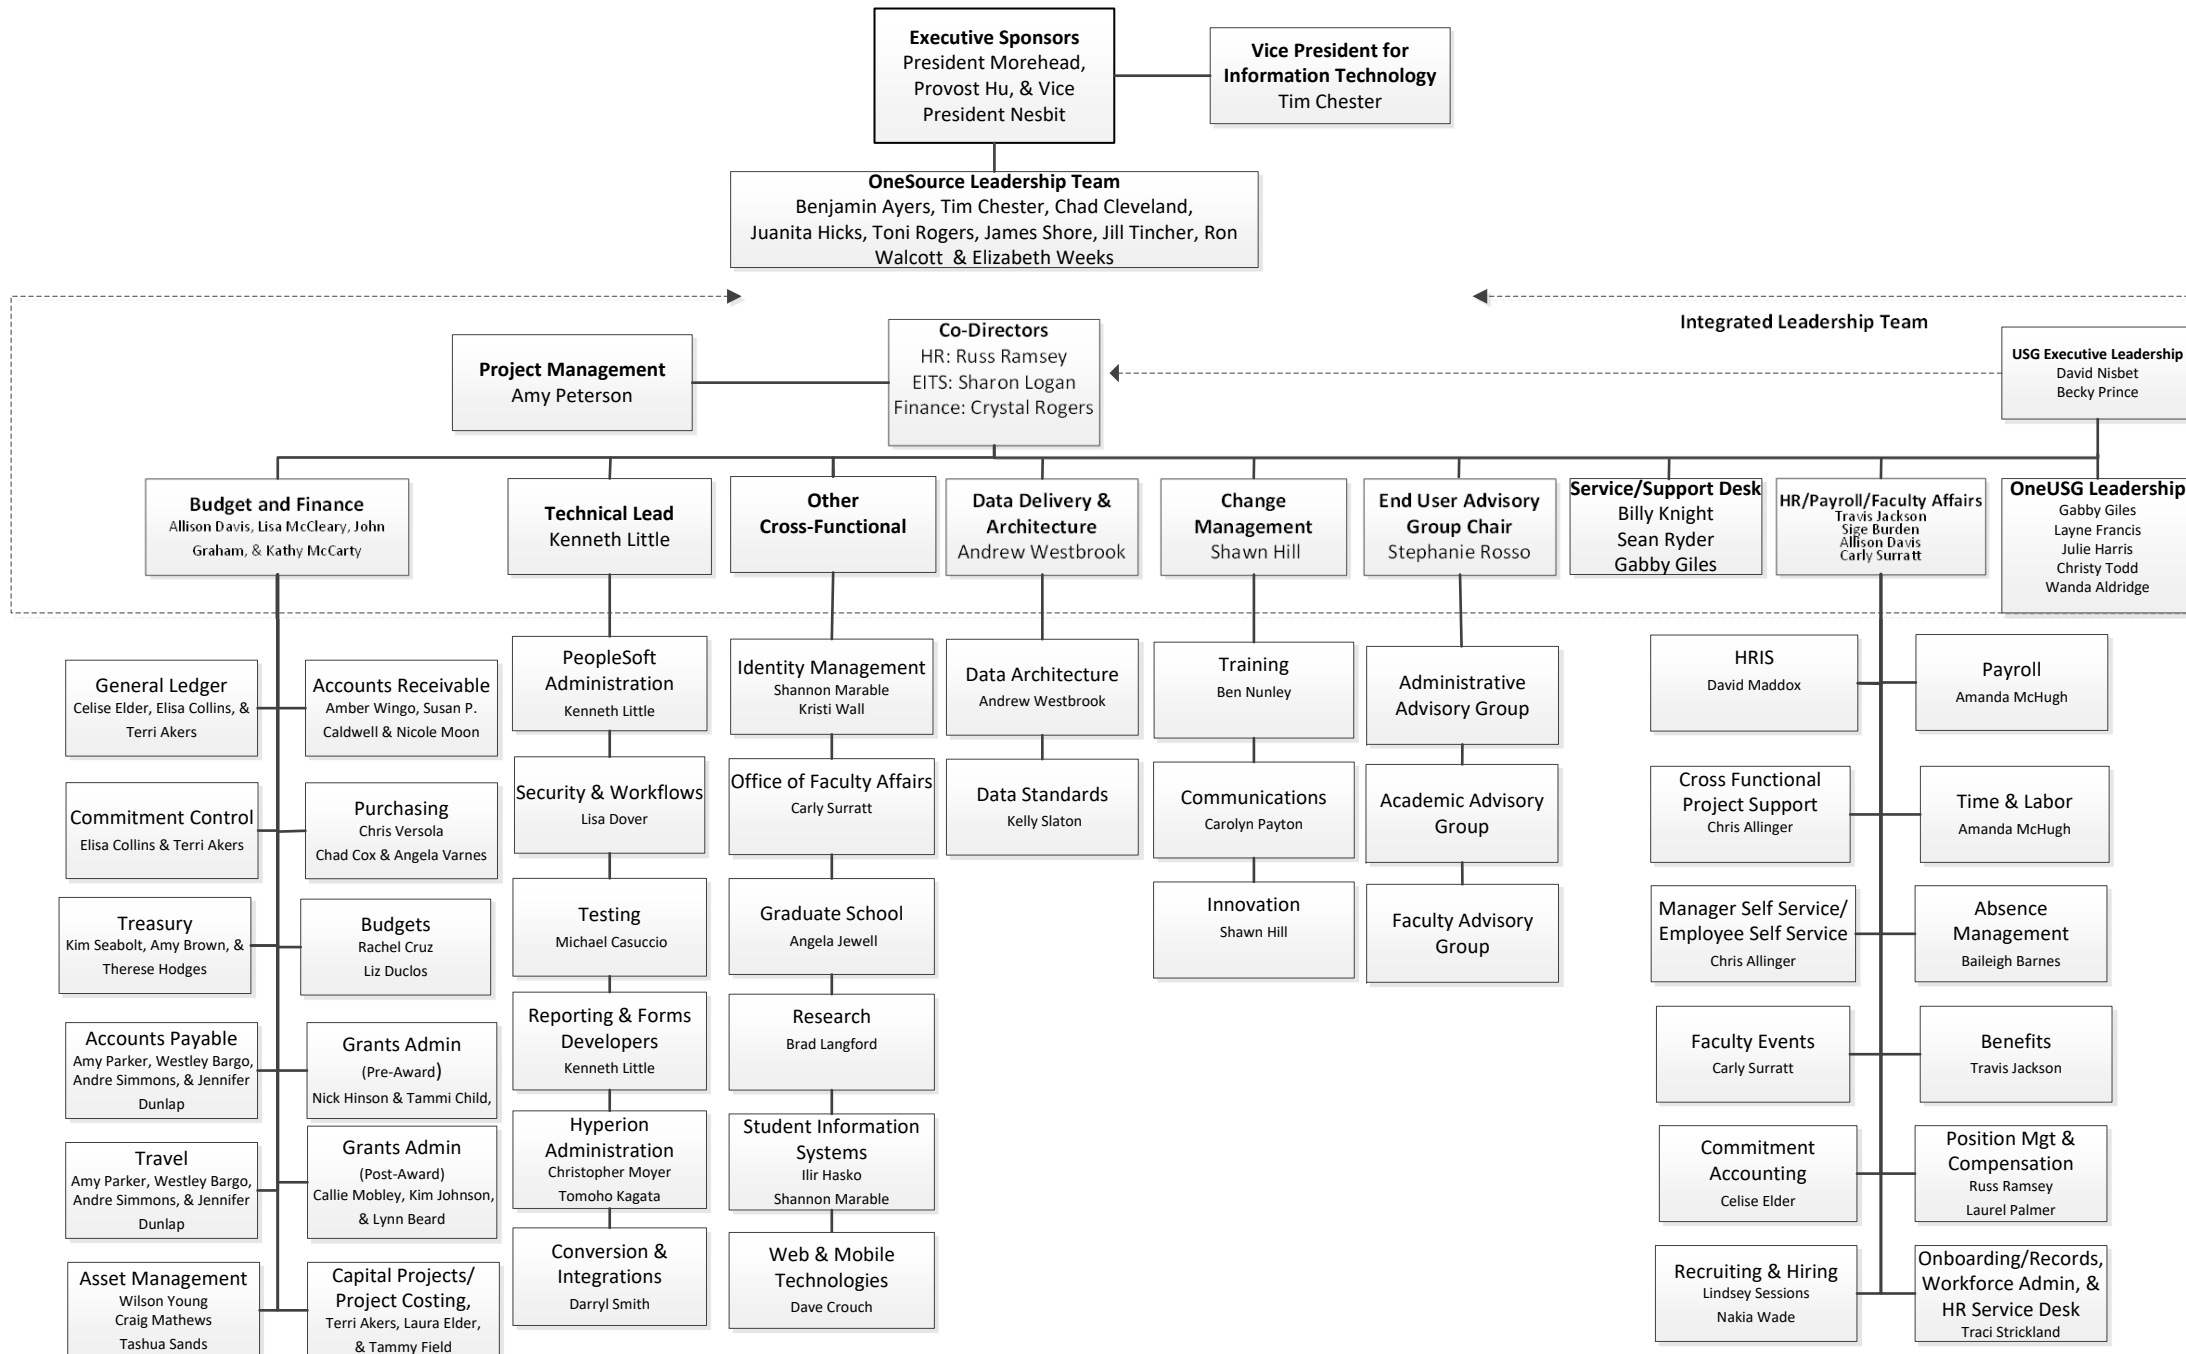 Executive Sponsors
President Morehead,
Provost Hu, & Vice
President Nesbit
Vice President for
Information Technology
Tim Chester
OneSource Leadership Team
Benjamin Ayers, Tim Chester, Chad Cleveland,
Juanita Hicks, Toni Rogers, James Shore, Jill Tincher, Ron
Walcott & Elizabeth Weeks
Integrated Leadership Team
Project Management
Amy Peterson
Co-Directors
HR: Russ Ramsey
EITS: Sharon Logan
Finance: Crystal Rogers
USG Executive Leadership
David Nisbet
Becky Prince
Budget and Finance
Allison Davis, Lisa McCleary, John
Graham, & Kathy McCarty
Technical Lead
Kenneth Little
Other
Cross-Functional
Data Delivery &
Architecture
Andrew Westbrook
Change
Management
Shawn Hill
End User Advisory
Group Chair
Stephanie Rosso
Service/Support Desk
Billy Knight
Sean Ryder
Gabby Giles
HR/Payroll/Faculty Affairs
Travis Jackson
Sige Burden
Allison Davis
Carly Surratt
OneUSG Leadership
Gabby Giles
Layne Francis
Julie Harris
Christy Todd
Wanda Aldridge
General Ledger
Celise Elder, Elisa Collins, &
Terri Akers
Accounts Receivable
Amber Wingo, Susan P.
Caldwell & Nicole Moon
Commitment Control
Elisa Collins & Terri Akers
Purchasing
Chris Versola
Chad Cox & Angela Varnes
Treasury
Kim Seabolt, Amy Brown, &
Therese Hodges
Budgets
Rachel Cruz
Liz Duclos
Accounts Payable
Amy Parker, Westley Bargo,
Andre Simmons, & Jennifer
Dunlap
Grants Admin
(Pre-Award)
Nick Hinson & Tammi Child,
Travel
Amy Parker, Westley Bargo,
Andre Simmons, & Jennifer
Dunlap
Grants Admin
(Post-Award)
Callie Mobley, Kim Johnson,
& Lynn Beard
Asset Management
Wilson Young
Craig Mathews
Tashua Sands
Capital Projects/
Project Costing,
Terri Akers, Laura Elder,
& Tammy Field
PeopleSoft
Administration
Kenneth Little
Security & Workflows
Lisa Dover
Testing
Michael Casuccio
Reporting & Forms
Developers
Kenneth Little
Hyperion
Administration
Christopher Moyer
Tomoho Kagata
Conversion &
Integrations
Darryl Smith
Identity Management
Shannon Marable
Kristi Wall
Office of Faculty Affairs
Carly Surratt
Graduate School
Angela Jewell
Research
Brad Langford
Student Information
Systems
Ilir Hasko
Shannon Marable
Web & Mobile
Technologies
Dave Crouch
Data Architecture
Andrew Westbrook
Data Standards
Kelly Slaton
Training
Ben Nunley
Communications
Carolyn Payton
Innovation
Shawn Hill
Administrative
Advisory Group
Academic Advisory
Group
Faculty Advisory
Group
HRIS
David Maddox
Payroll
Amanda McHugh
Cross Functional
Project Support
Chris Allinger
Time & Labor
Amanda McHugh
Manager Self Service/
Employee Self Service
Chris Allinger
Absence
Management
Baileigh Barnes
Faculty Events
Carly Surratt
Benefits
Travis Jackson
Commitment
Accounting
Celise Elder
Position Mgt &
Compensation
Russ Ramsey
Laurel Palmer
Recruiting & Hiring
Lindsey Sessions
Nakia Wade
Onboarding/Records,
Workforce Admin, &
HR Service Desk
Traci Strickland